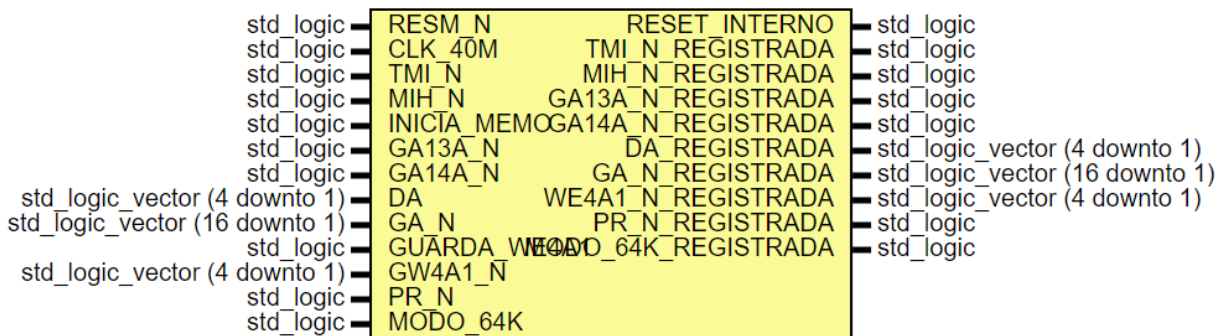 std_logic RESM_N RESET_INTERNO std_logic
std_logic CLK_40M TMI_N_REGISTRADA std_logic
std_logic TMI_N MIH_N_REGISTRADA std_logic
std_logic MIH_N GA13A_N_REGISTRADA std_logic
std_logic INICIA_MEMO GA14A_N_REGISTRADA std_logic
std_logic GA13A_N DA_REGISTRADA std_logic_vector (4 downto 1)
std_logic GA14A_N GA_N_REGISTRADA std_logic_vector (16 downto 1)
std_logic_vector (4 downto 1) DA WE4A1_N_REGISTRADA std_logic_vector (4 downto 1)
std_logic_vector (16 downto 1) GA_N PR_N_REGISTRADA std_logic
std_logic GUARDA_WE4A1 MODO_64K_REGISTRADA std_logic
std_logic_vector (4 downto 1) GW4A1_N
std_logic PR_N
std_logic MODO_64K